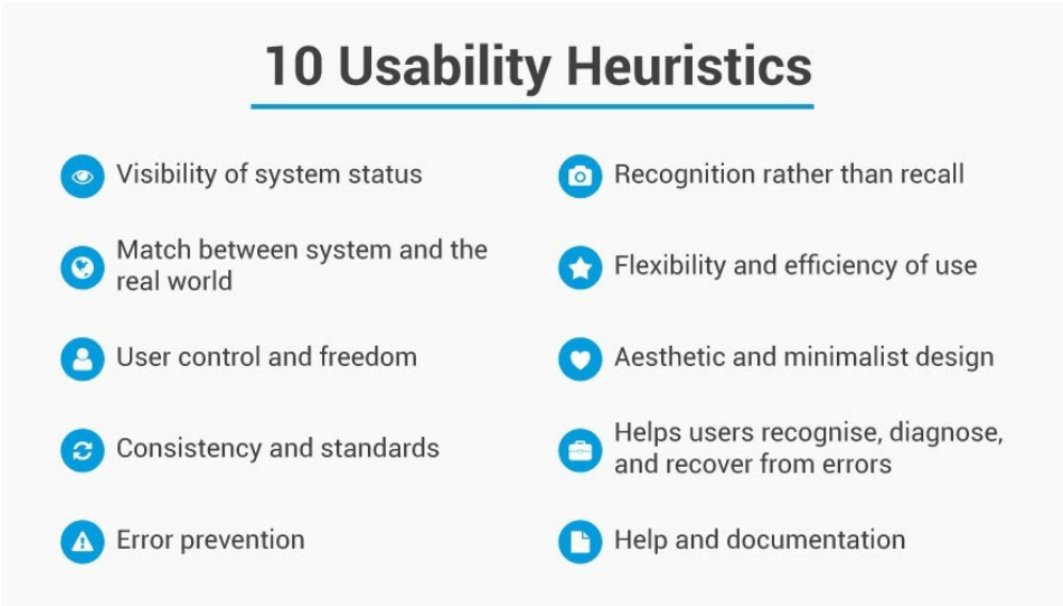 10 Usability Heuristics
Visibility of system status
Match between system and the
real world
User control and freedom
Consistency and standards
Error prevention
Recognition rather than recall
Flexibility and efficiency of use
Aesthetic and minimalist design
Helps users recognise, diagnose,
and recover from errors
Help and documentation